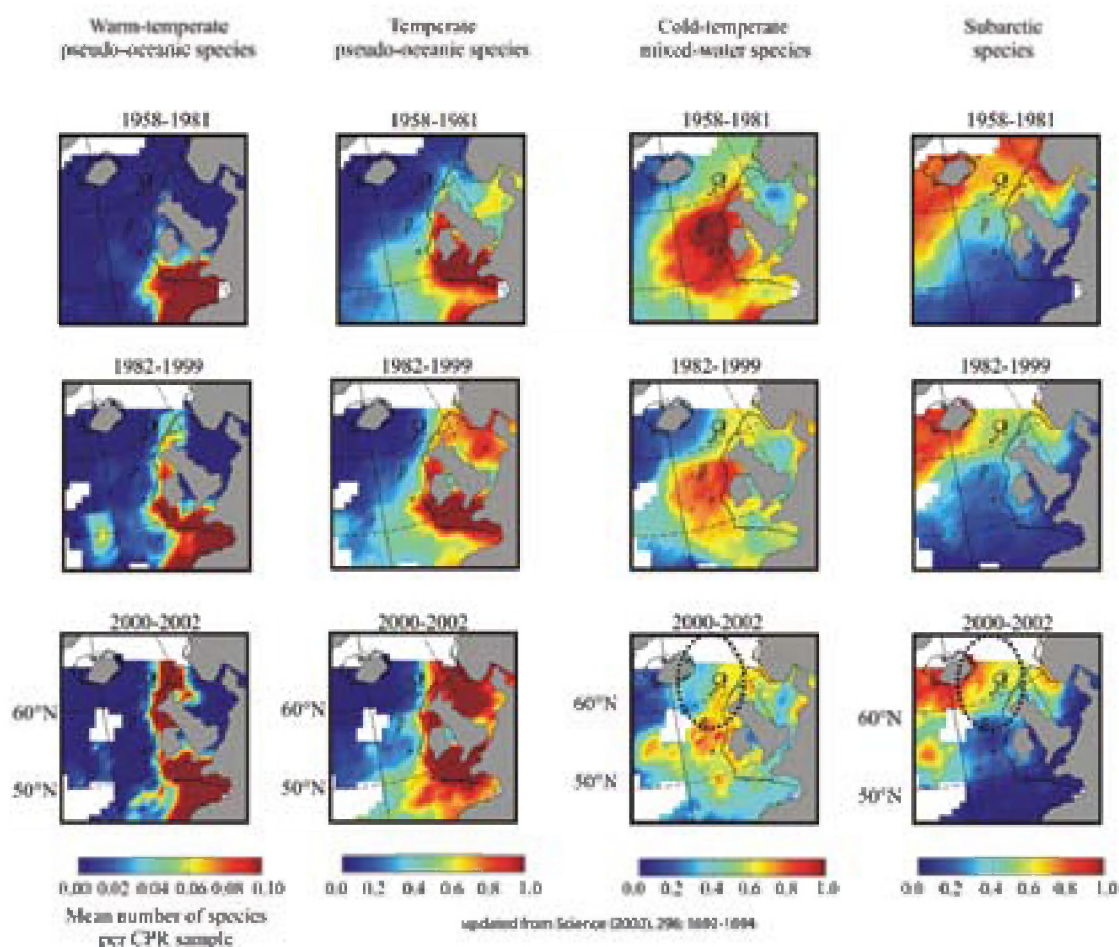 Warm-temperate
pseudo-oceanic species
Temperate
pseudo-oceanic species
Cold-temperate
mixed-water species
Subarctic
species
1958-1981
1958-1981
1958-1981
1958-1981
1982-1999
1982-1999
1982-1999
1982-1999
2000-2002
2000-2002
2000-2002
2000-2002
60°N
50°N
60°N
50°N
60°N
50°N
60°N
50°N
0.00 0.02 0.04 0.06 0.08 0.10
0.0 0.2 0.4 0.6 0.8 1.0
0.0 0.2 0.4 0.6 0.8 1.0
0.0 0.2 0.4 0.6 0.8 1.0
Mean number of species
per CPR sample
updated from Science (2002), 296: 1692-1694